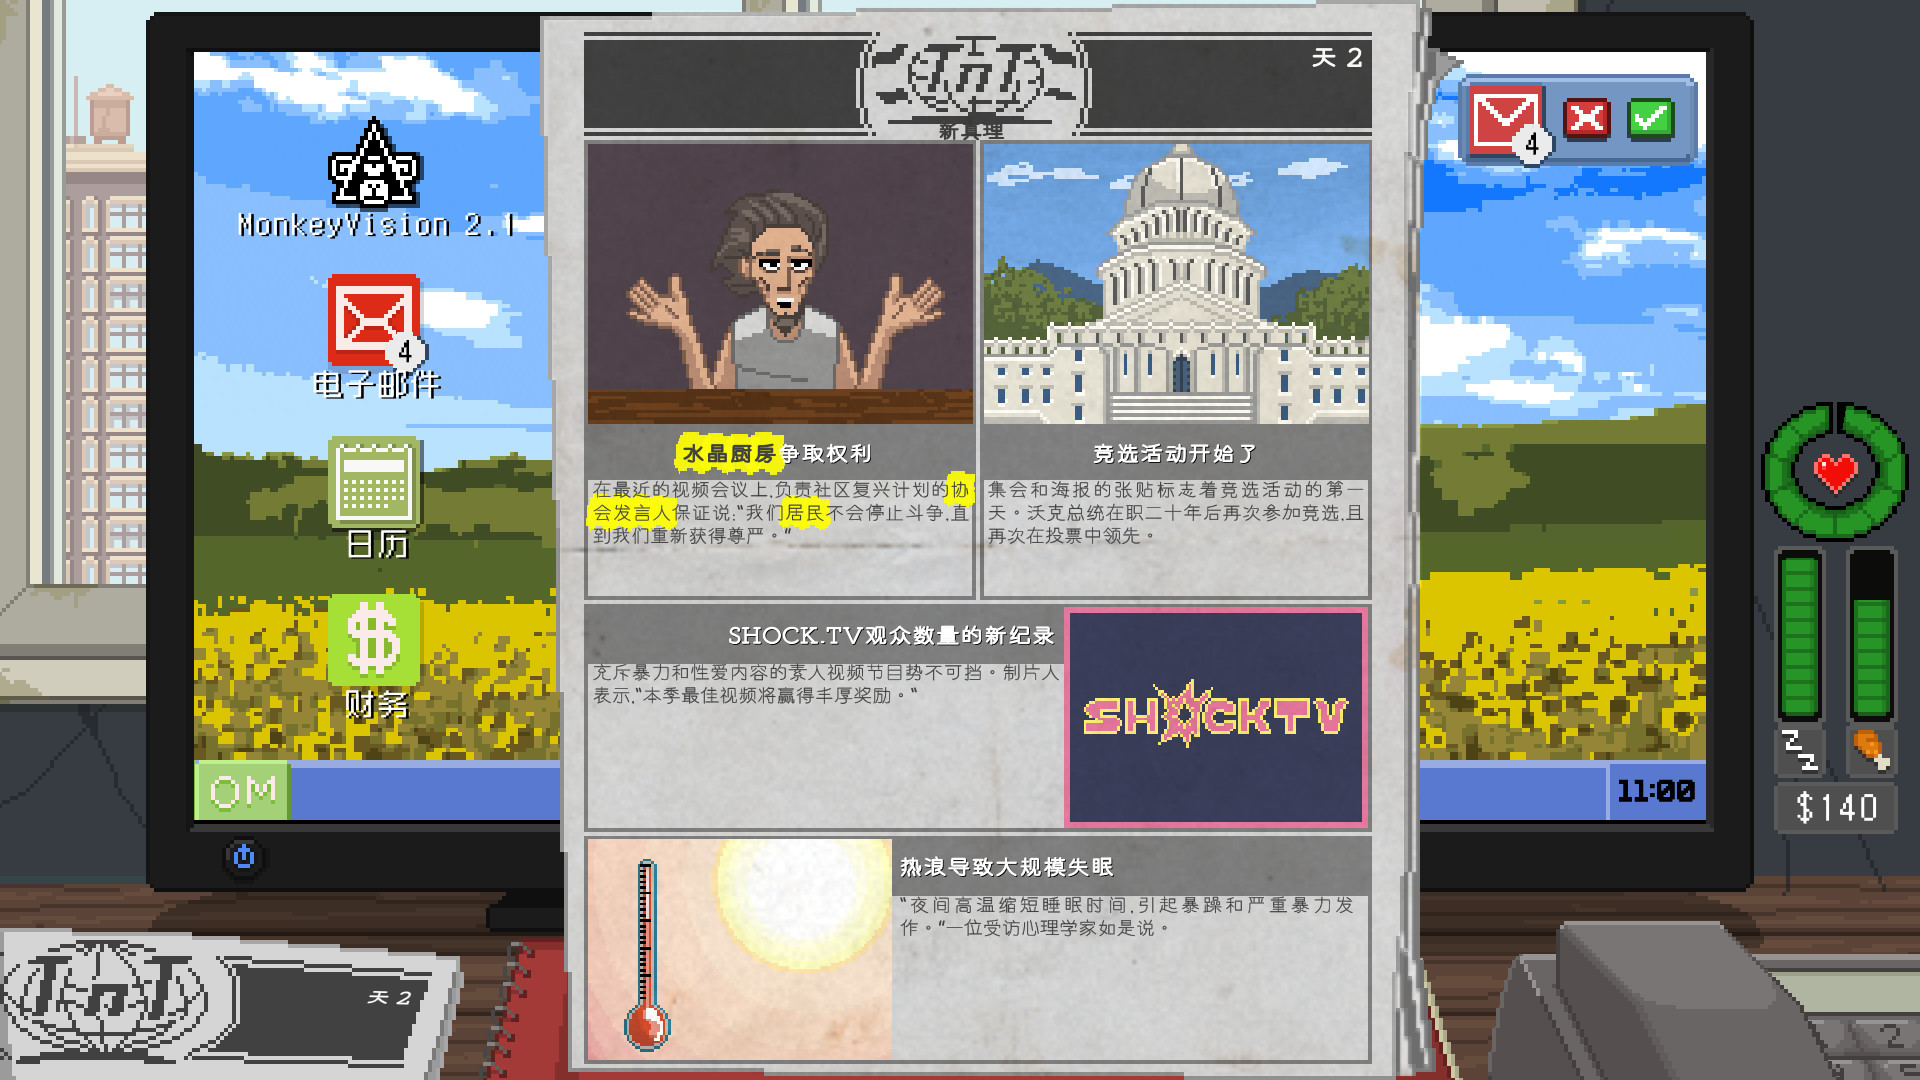 天 2
TnT
新真理
4
MonkeyVision 2.1
4
电子邮件
日历
财务
水晶厨房争取权利
在最近的视频会议上,负责社区复兴计划的协
会发言人保证说:“我们居民不会停止斗争,直
到我们重新获得尊严。”
竞选活动开始了
集会和海报的张贴标志着竞选活动的第一
天。沃克总统在职二十年后再次参加竞选,且
再次在投票中领先。
SHOCK.TV观众数量的新纪录
充斥暴力和性爱内容的素人视频节目势不可挡。制片人
表示,“本季最佳视频将赢得丰厚奖励。“
SHOCKTV
热浪导致大规模失眠
“夜间高温缩短睡眠时间,引起暴躁和严重暴力发
作。”一位受访心理学家如是说。
OM
11:00
$140
TnT
天 2
2